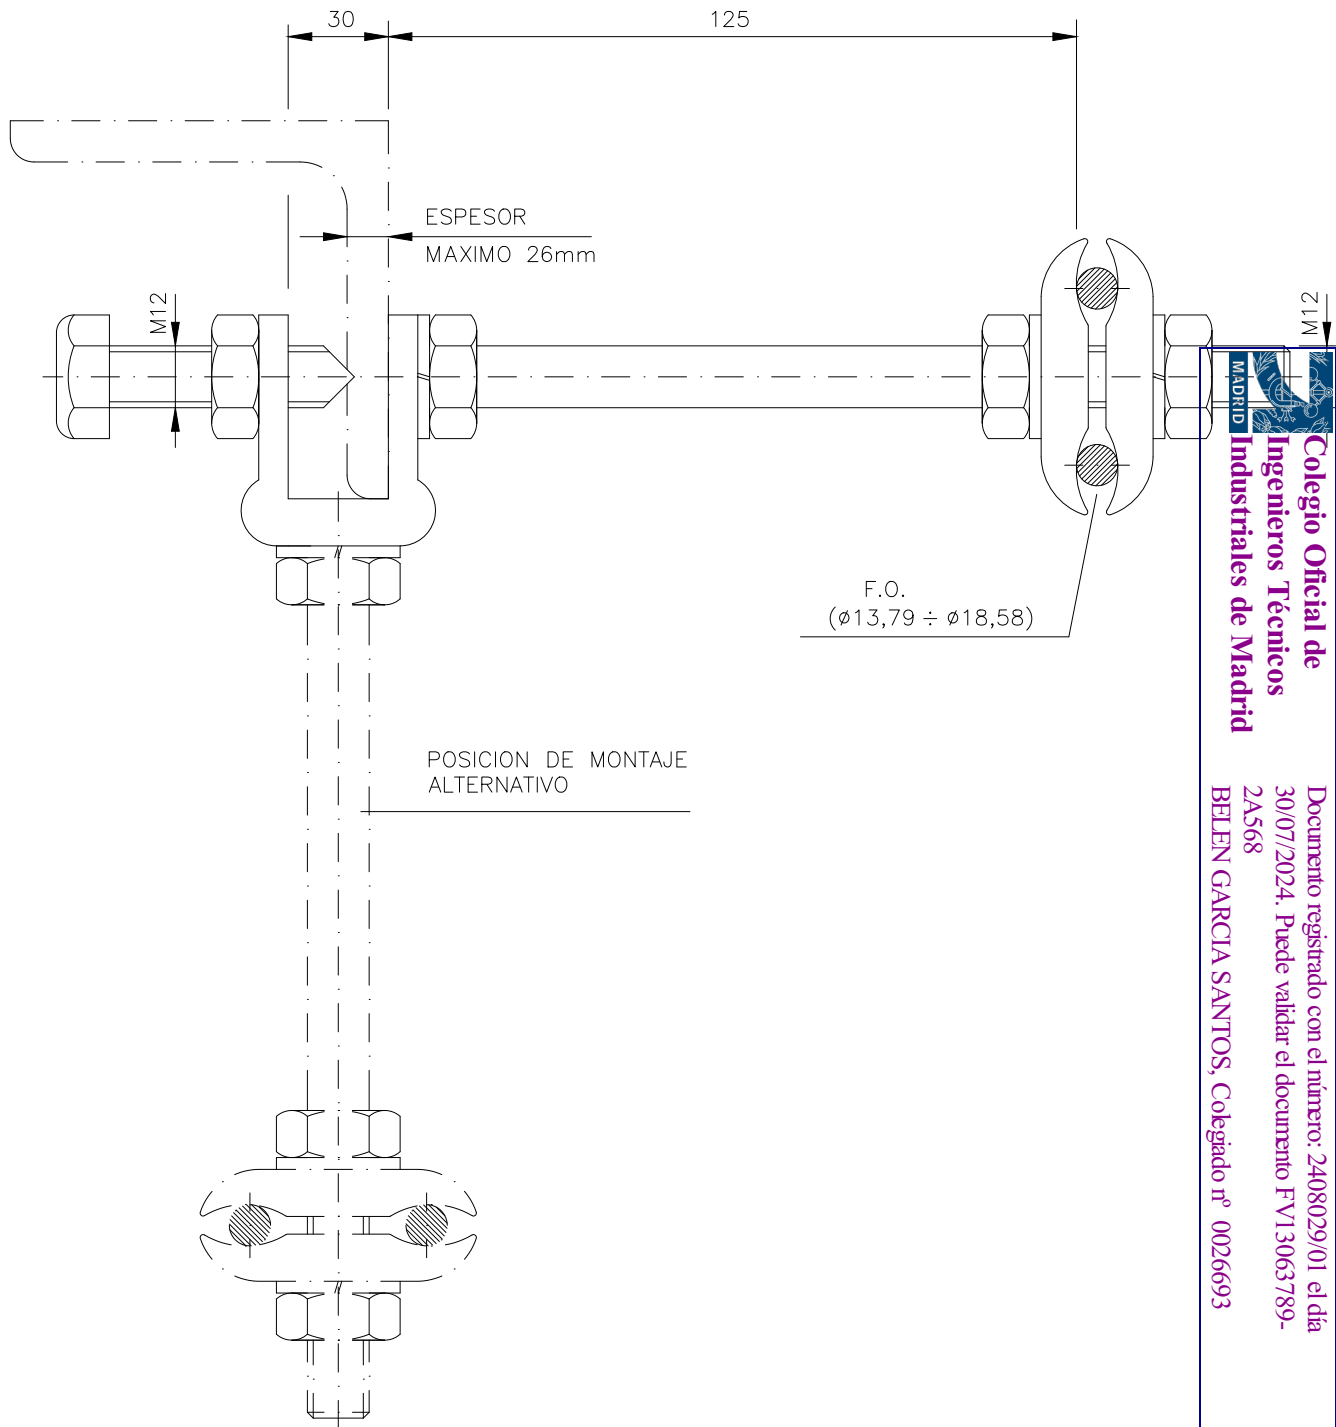 30
125
ESPESOR
MAXIMO 26mm
M12
M12
F.O.
(ø13,79 ÷ ø18,58)
POSICION DE MONTAJE
ALTERNATIVO
MADRID
Colegio Oficial de
Ingenieros Técnicos
Industriales de Madrid
Documento registrado con el número: 2408029/01 el día
30/07/2024. Puede validar el documento FV13063789-
2A568
BELEN GARCIA SANTOS, Colegiado nº 0026693